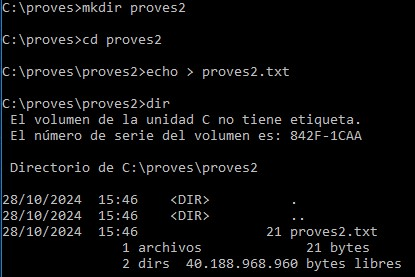 C:\proves>mkdir proves2
C:\proves>cd proves2
C:\proves\proves2>echo > proves2.txt
C:\proves\proves2>dir
El volumen de la unidad C no tiene etiqueta.
El número de serie del volumen es: 842F-1CAA
Directorio de C:\proves\proves2
28/10/2024  15:46    <DIR>          .
28/10/2024  15:46    <DIR>          ..
28/10/2024  15:46                21 proves2.txt
1 archivos             21 bytes
2 dirs  40.188.968.960 bytes libres